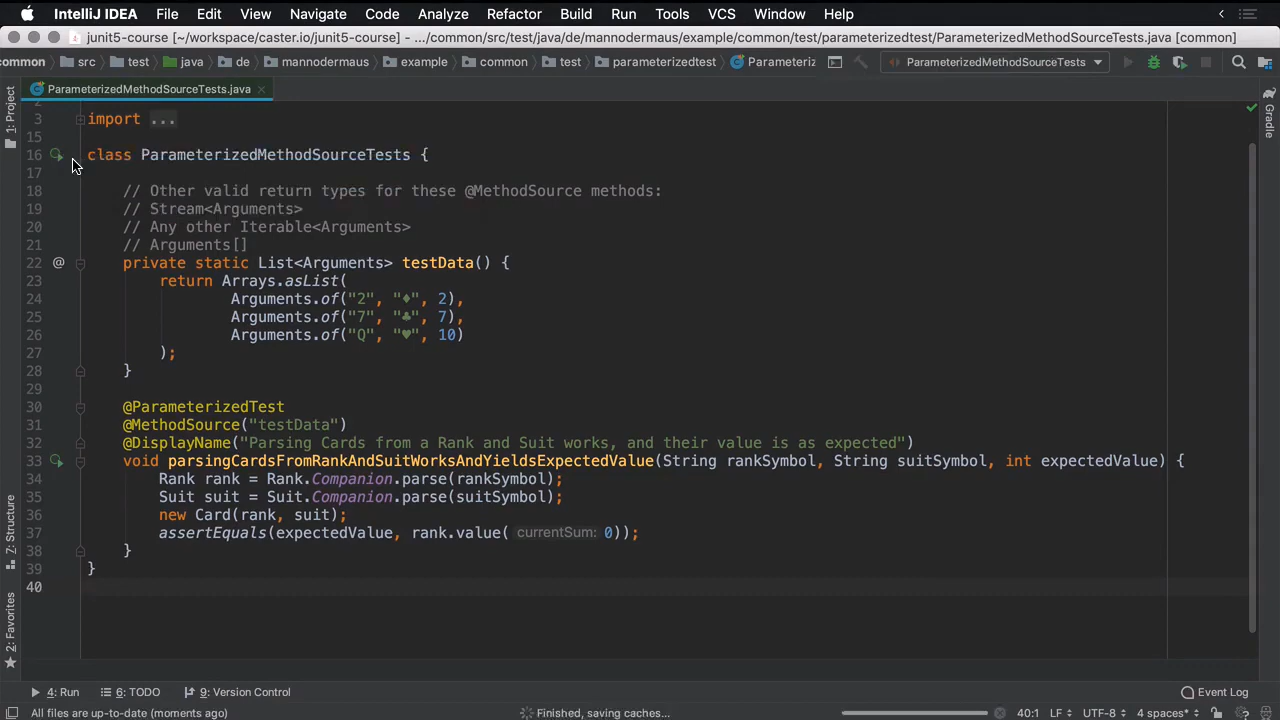 IntelliJ IDEA File Edit View Navigate Code Analyze Refactor Build Run Tools VCS Window Help
junit5-course [~/workspace/caster.io/junit5-course] - .../common/src/test/java/de/mannodermaus/example/common/test/parameterizedtest/ParameterizedMethodSourceTests.java [common]
common src test java de mannodermaus example common test parameterizedtest Parameteriz ParameterizedMethodSourceTests
ParameterizedMethodSourceTests.java
1: Project
Gradle
2
3 import ...
15
16 class ParameterizedMethodSourceTests {
17
18 // Other valid return types for these @MethodSource methods:
19 // Stream<Arguments>
20 // Any other Iterable<Arguments>
21 // Arguments[]
22 @ private static List<Arguments> testData() {
23 return Arrays.asList(
24 Arguments.of("2", "♦", 2),
25 Arguments.of("7", "♣", 7),
26 Arguments.of("Q", "♥", 10)
27 );
28 }
29
30 @ParameterizedTest
31 @MethodSource("testData")
32 @DisplayName("Parsing Cards from a Rank and Suit works, and their value is as expected")
33 void parsingCardsFromRankAndSuitWorksAndYieldsExpectedValue(String rankSymbol, String suitSymbol, int expectedValue) {
34 Rank rank = Rank.Companion.parse(rankSymbol);
35 Suit suit = Suit.Companion.parse(suitSymbol);
36 new Card(rank, suit);
37 assertEquals(expectedValue, rank.value( currentSum: 0));
38 }
39 }
40
7: Structure
2: Favorites
4: Run 6: TODO 9: Version Control Event Log
All files are up-to-date (moments ago) Finished, saving caches... 40:1 LF UTF-8 4 spaces*